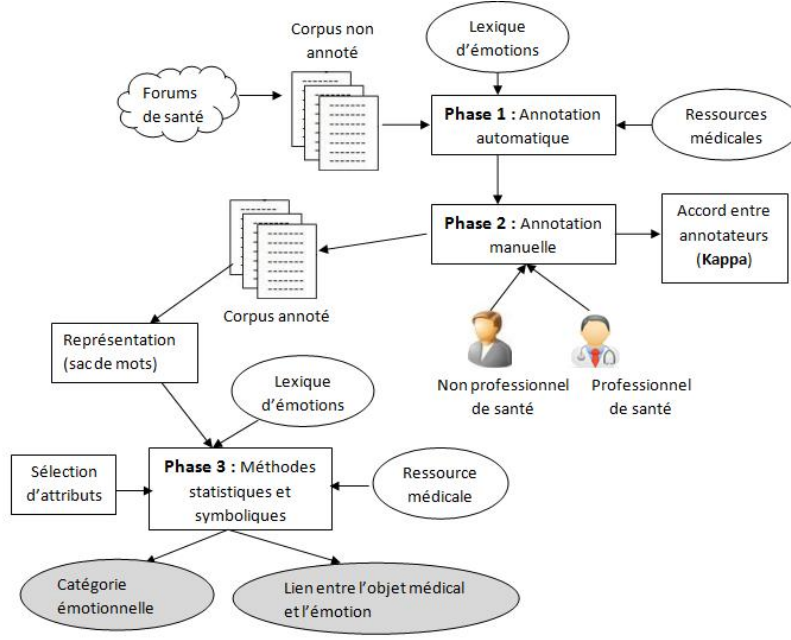 Corpus non
annoté
Lexique
d'émotions
Forums
de santé
Phase 1 : Annotation
automatique
Ressources
médicales
Phase 2 : Annotation
manuelle
Accord entre
annotateurs
(Kappa)
Corpus annoté
Représentation
(sac de mots)
Non professionnel
de santé
Professionnel
de santé
Lexique
d'émotions
Sélection
d'attributs
Phase 3 : Méthodes
statistiques et
symboliques
Ressource
médicale
Catégorie
émotionnelle
Lien entre l'objet médical
et l'émotion